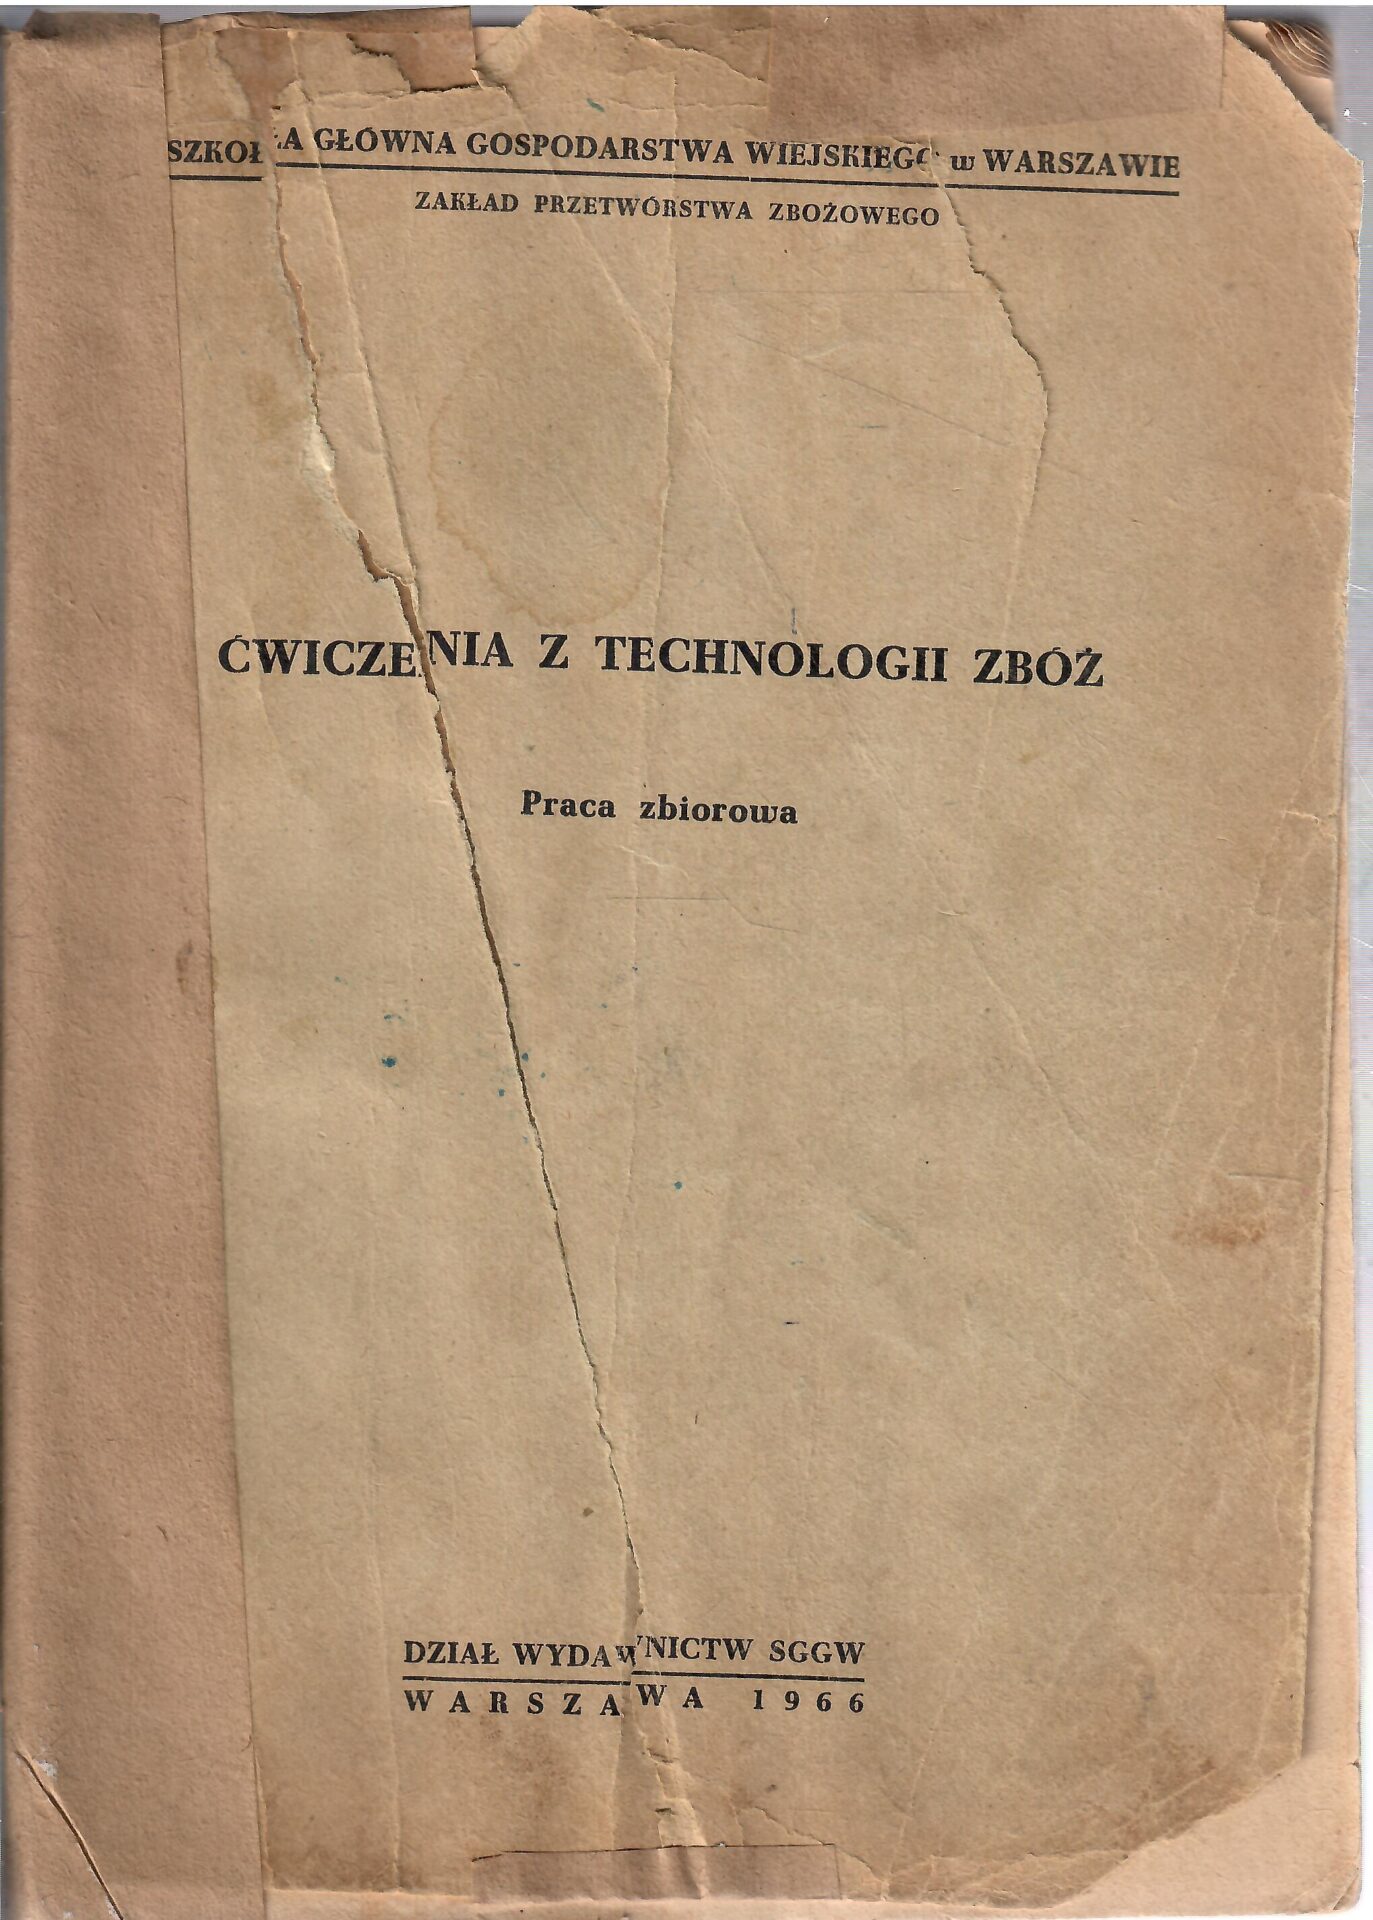 SZKOŁA GŁÓWNA GOSPODARSTWA WIEJSKIEGO w WARSZAWIE
ZAKŁAD PRZETWÓRSTWA ZBOŻOWEGO
ĆWICZENIA Z TECHNOLOGII ZBÓŻ
Praca zbiorowa
DZIAŁ WYDAWNICTW SGGW
WARSZAWA 1966